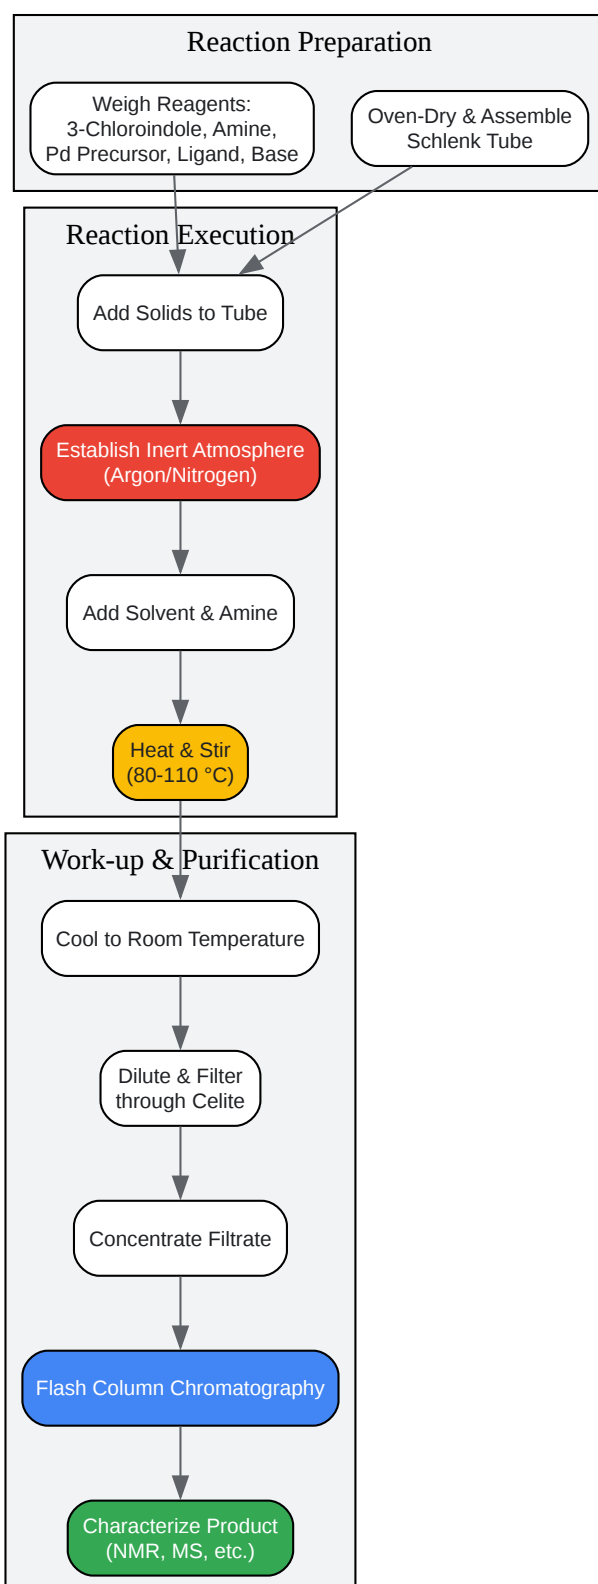 Reaction Preparation
Weigh Reagents:
3-Chloroindole, Amine,
Pd Precursor, Ligand, Base
Oven-Dry & Assemble
Schlenk Tube
Reaction Execution
Add Solids to Tube
Establish Inert Atmosphere
(Argon/Nitrogen)
Add Solvent & Amine
Heat & Stir
(80-110 °C)
Work-up & Purification
Cool to Room Temperature
Dilute & Filter
through Celite
Concentrate Filtrate
Flash Column Chromatography
Characterize Product
(NMR, MS, etc.)